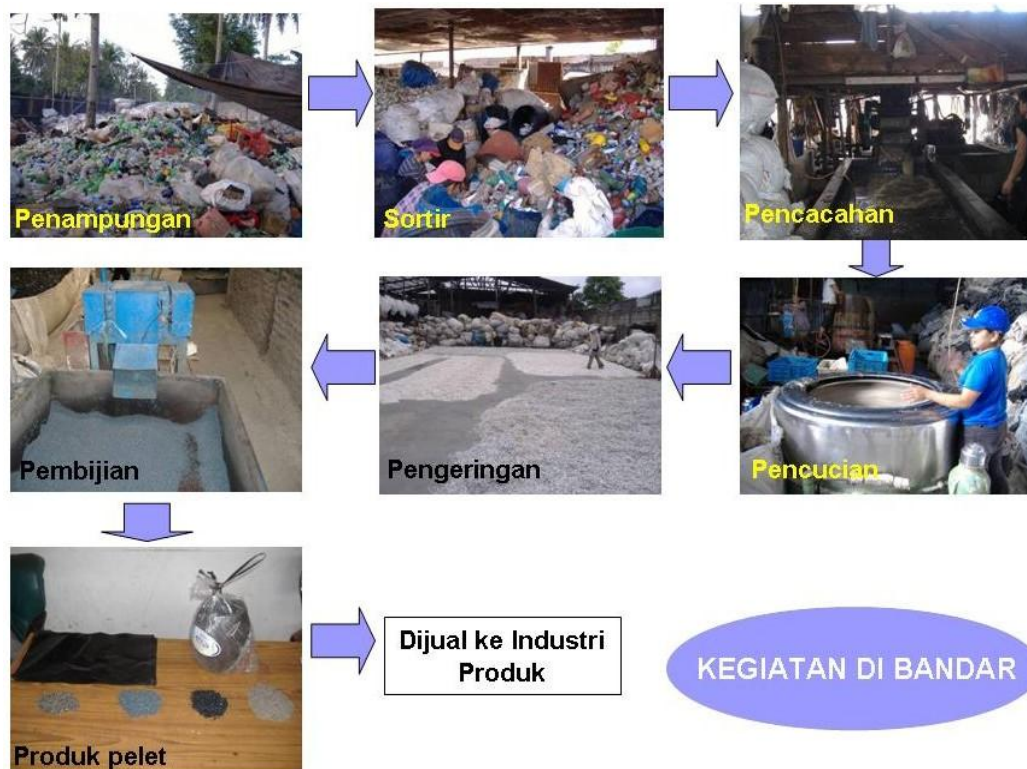 Penampungan
Sortir
Pencacahan
Pencucian
Pengeringan
Pembijian
Produk pelet
Dijual ke Industri
Produk
KEGIATAN DI BANDAR